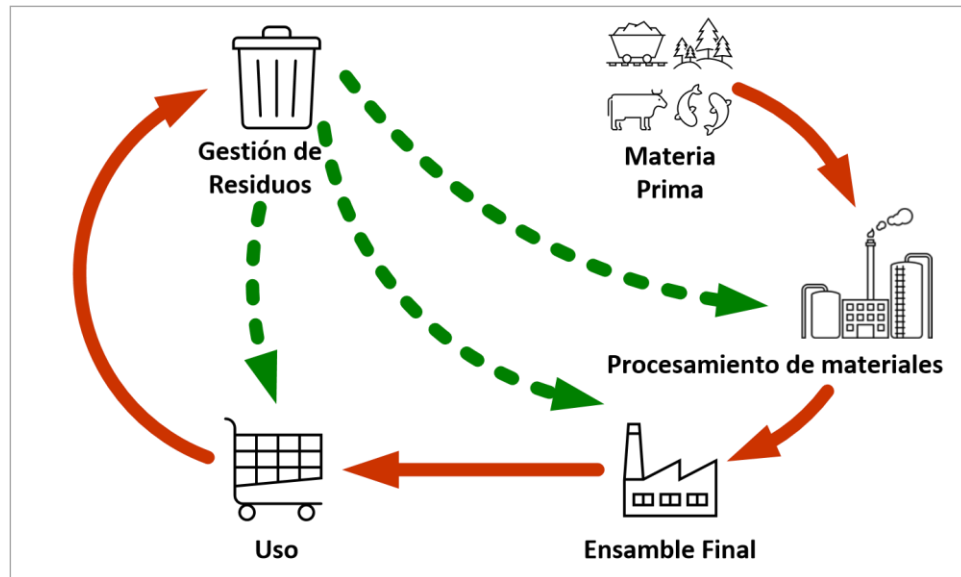 Gestión de
Residuos
Materia
Prima
Procesamiento de materiales
Uso
Ensamble Final